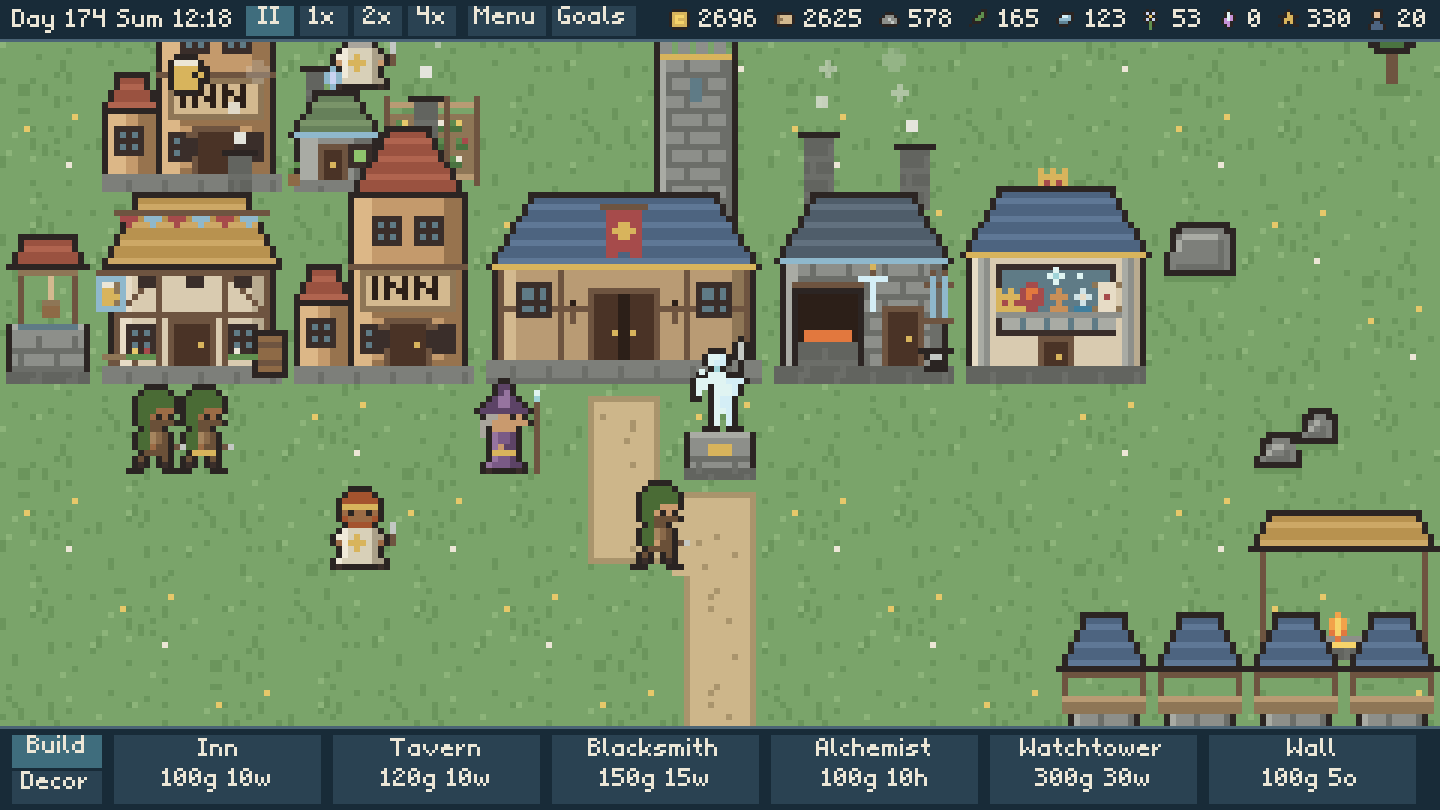 Day 174 Sum 12:18 II 1x 2x 4x Menu Goals 2696 2625 578 165 123 53 0 330 20
INN
INN
Build
Decor
Inn
100g 10w
Tavern
120g 10w
Blacksmith
150g 15w
Alchemist
100g 10h
Watchtower
300g 30w
Wall
100g 5o